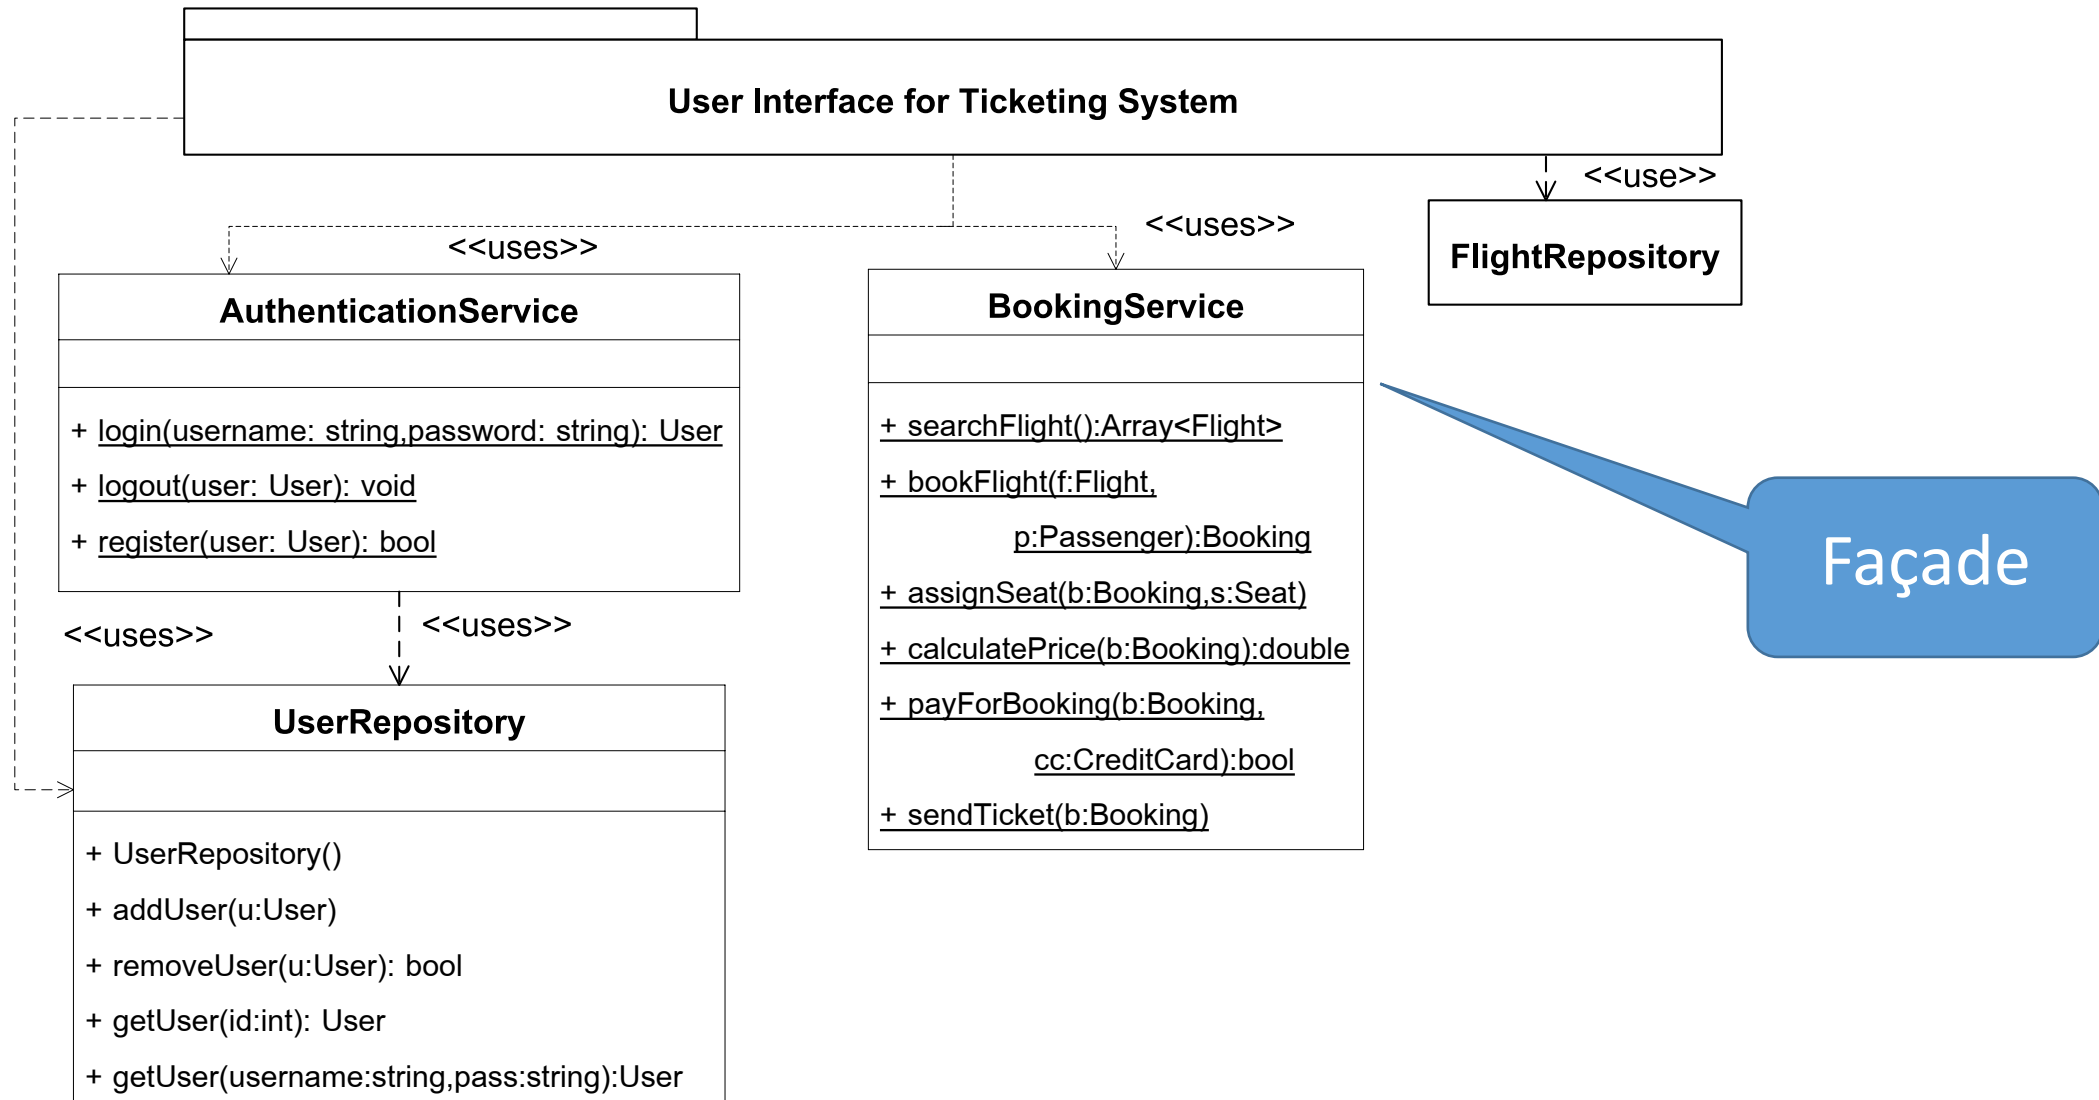 User Interface for Ticketing System
<<use>>
<<uses>>
<<uses>>
FlightRepository
AuthenticationService
+ login(username: string,password: string): User
+ logout(user: User): void
+ register(user: User): bool
BookingService
+ searchFlight():Array<Flight>
+ bookFlight(f:Flight,
p:Passenger):Booking
+ assignSeat(b:Booking,s:Seat)
+ calculatePrice(b:Booking):double
+ payForBooking(b:Booking,
cc:CreditCard):bool
+ sendTicket(b:Booking)
Façade
<<uses>>
<<uses>>
UserRepository
+ UserRepository()
+ addUser(u:User)
+ removeUser(u:User): bool
+ getUser(id:int): User
+ getUser(username:string,pass:string):User